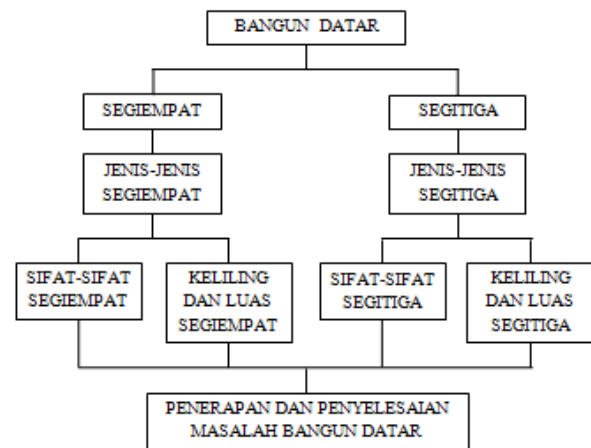 BANGUN DATAR
SEGIEMPAT
SEGITIGA
JENIS-JENIS
SEGIEMPAT
JENIS-JENIS
SEGITIGA
SIFAT-SIFAT
SEGIEMPAT
KELILING
DAN LUAS
SEGIEMPAT
SIFAT-SIFAT
SEGITIGA
KELILING
DAN LUAS
SEGITIGA
PENERAPAN DAN PENYELESAIAN
MASALAH BANGUN DATAR